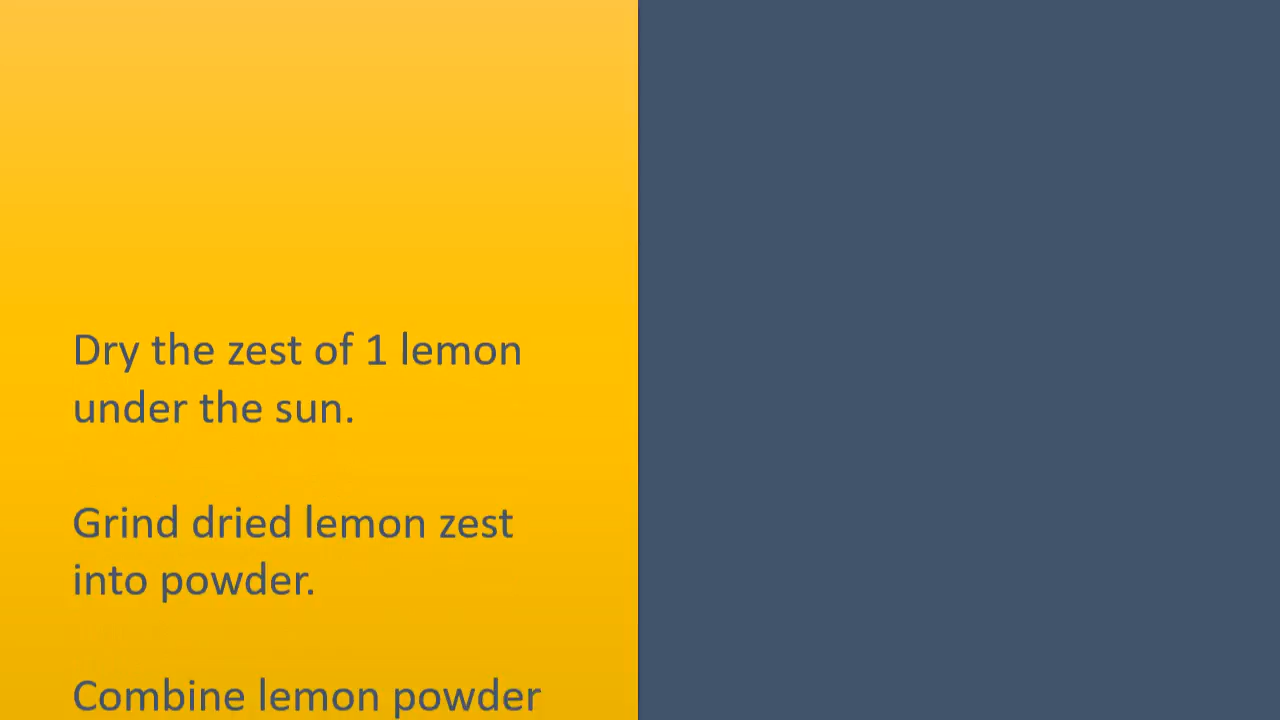 Dry the zest of 1 lemon
under the sun.
Grind dried lemon zest
into powder.
Combine lemon powder